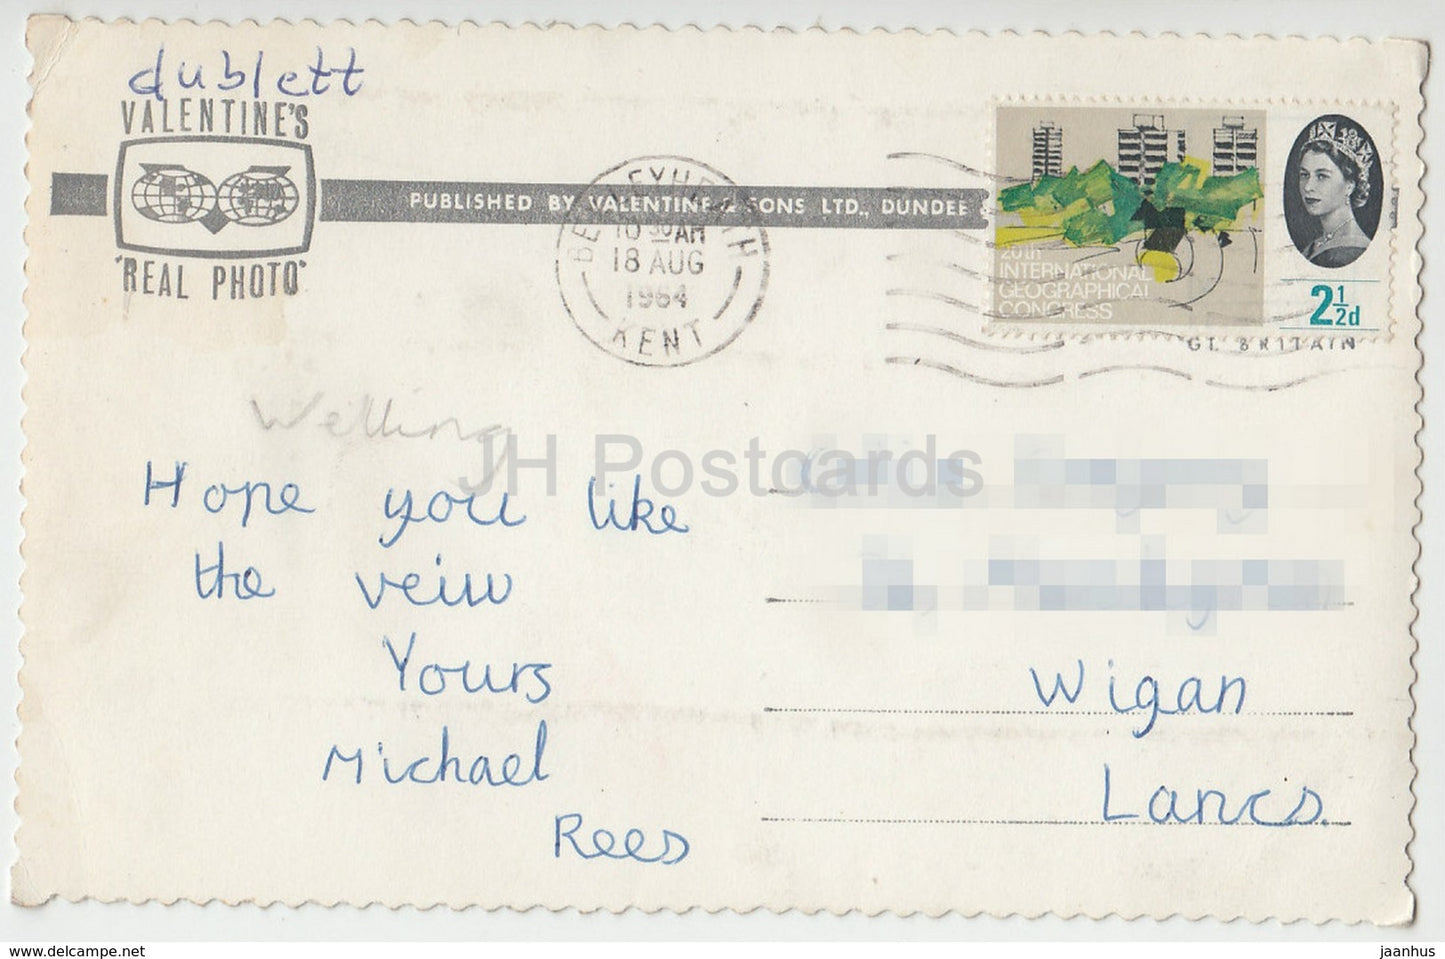 dublett
VALENTINE'S
"REAL PHOTO"
PUBLISHED BY VALENTINE & SONS LTD., DUNDEE &
GT. BRITAIN
BEXLEYHEATH
10 30 AM
18 AUG
1964
KENT
20th
INTERNATIONAL
GEOGRAPHICAL
CONGRESS
2½d
Welling
JH Postcards
Hope you like
the veiw
Yours
Michael
Rees
Wigan
Lancs.
www.delcampe.net
jaanhus